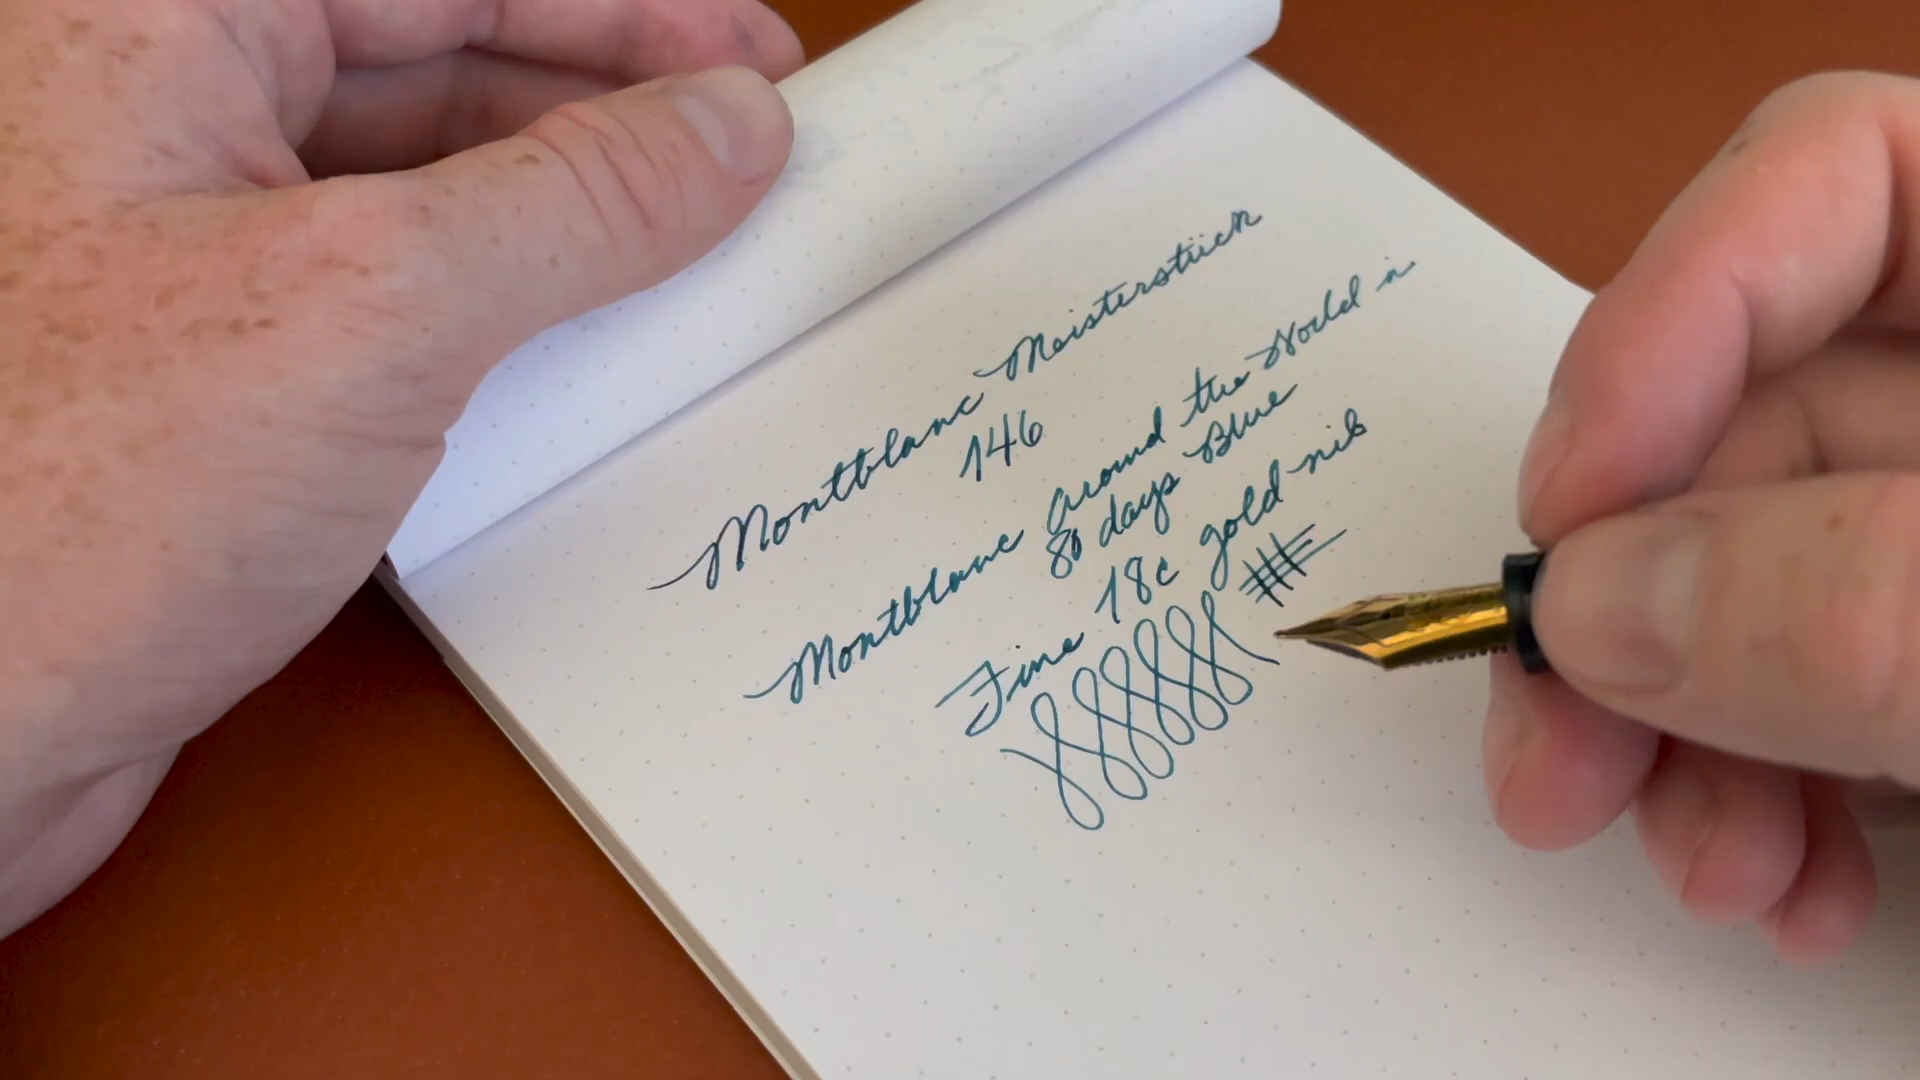 Montblanc Meisterstück
146
Montblanc Around the World in
80 days Blue
Fine 18c gold nib